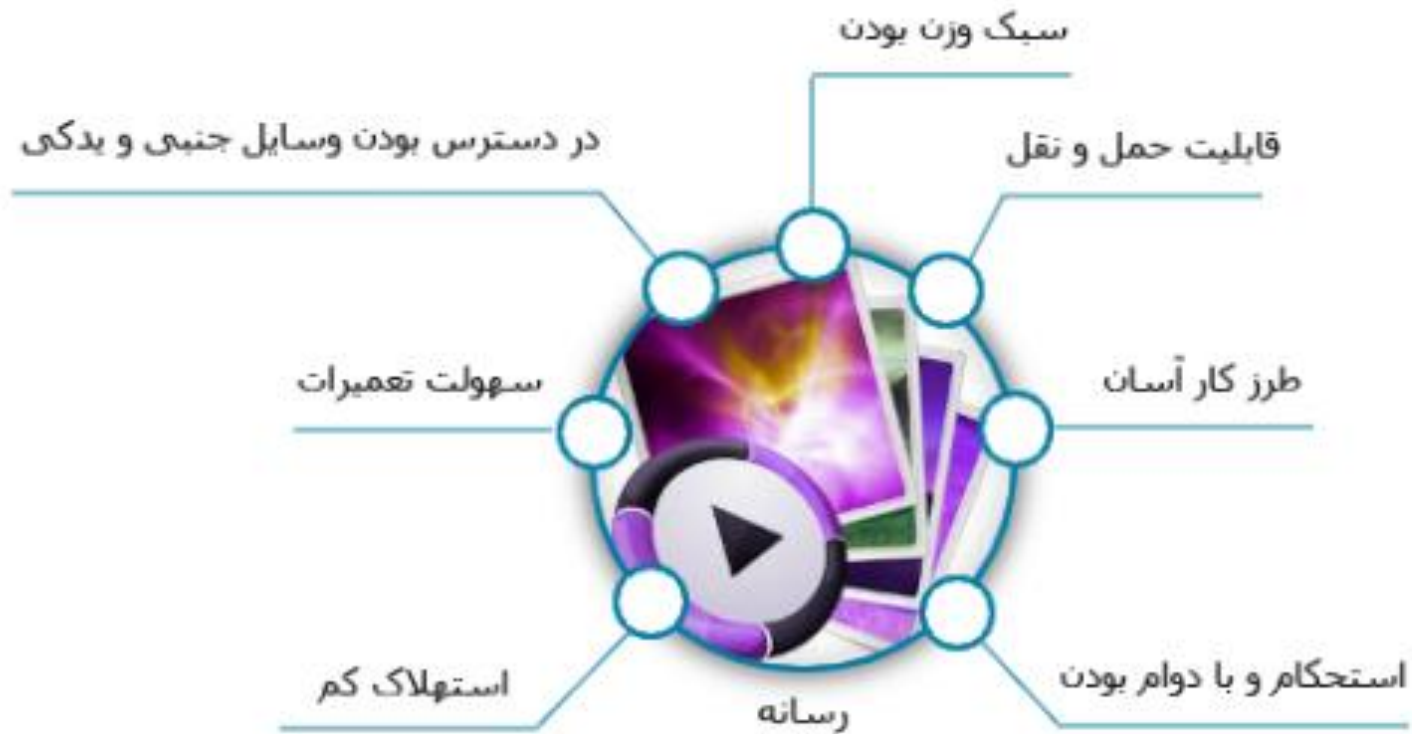 سبک وزن بودن
قابلیت حمل و نقل
در دسترس بودن وسایل جنبی و یدکی
طرز کار آسان
سهولت تعمیرات
استحکام و با دوام بودن
استهلاک کم
رسانه